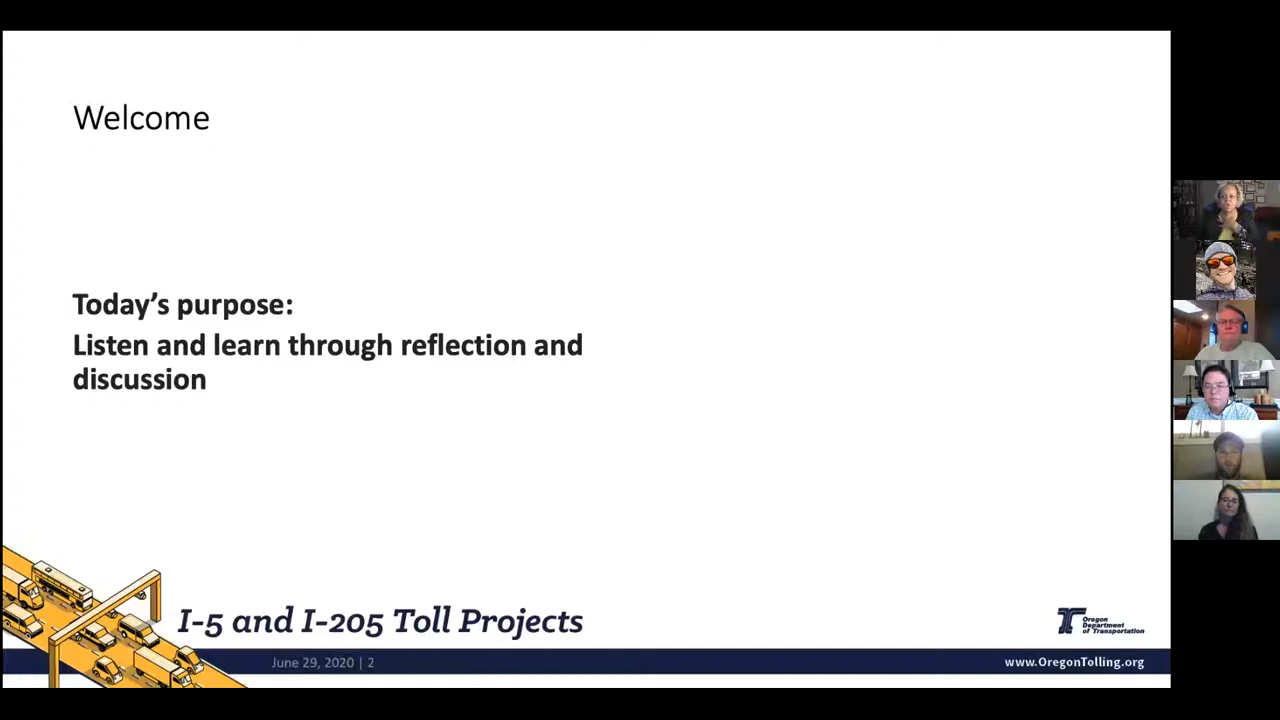 Welcome
Today's purpose:
Listen and learn through reflection and
discussion
I-5 and I-205 Toll Projects
Oregon
Department
of Transportation
June 29, 2020 | 2
www.OregonTolling.org